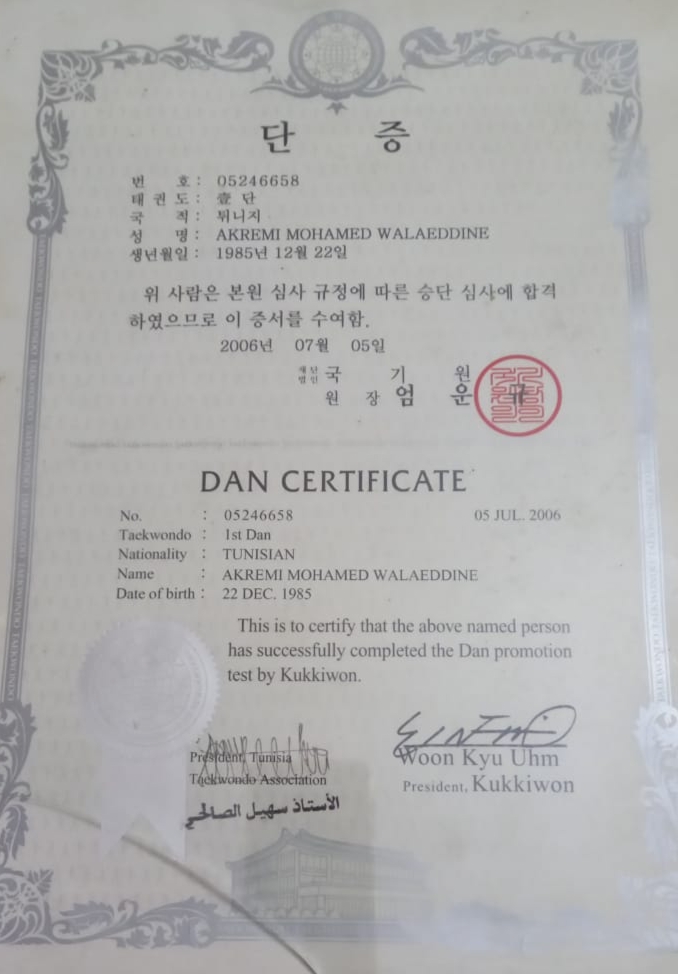 단 증
번 호 : 05246658
태 권 도 : 壹 단
국 적 : 튀니지
성 명 : AKREMI MOHAMED WALAEDDINE
생년월일 : 1985년 12월 22일
위 사람은 본원 심사 규정에 따른 승단 심사에 합격
하였으므로 이 증서를 수여함.
2006년 07월 05일
재단법인 국 기 원
원 장 엄 운 규
DAN CERTIFICATE
No. : 05246658 05 JUL. 2006
Taekwondo : 1st Dan
Nationality : TUNISIAN
Name : AKREMI MOHAMED WALAEDDINE
Date of birth : 22 DEC. 1985
This is to certify that the above named person
has successfully completed the Dan promotion
test by Kukkiwon.
President, Tunisia
Taekwondo Association
الأستاذ سهيل الصالحي
Woon Kyu Uhm
President, Kukkiwon